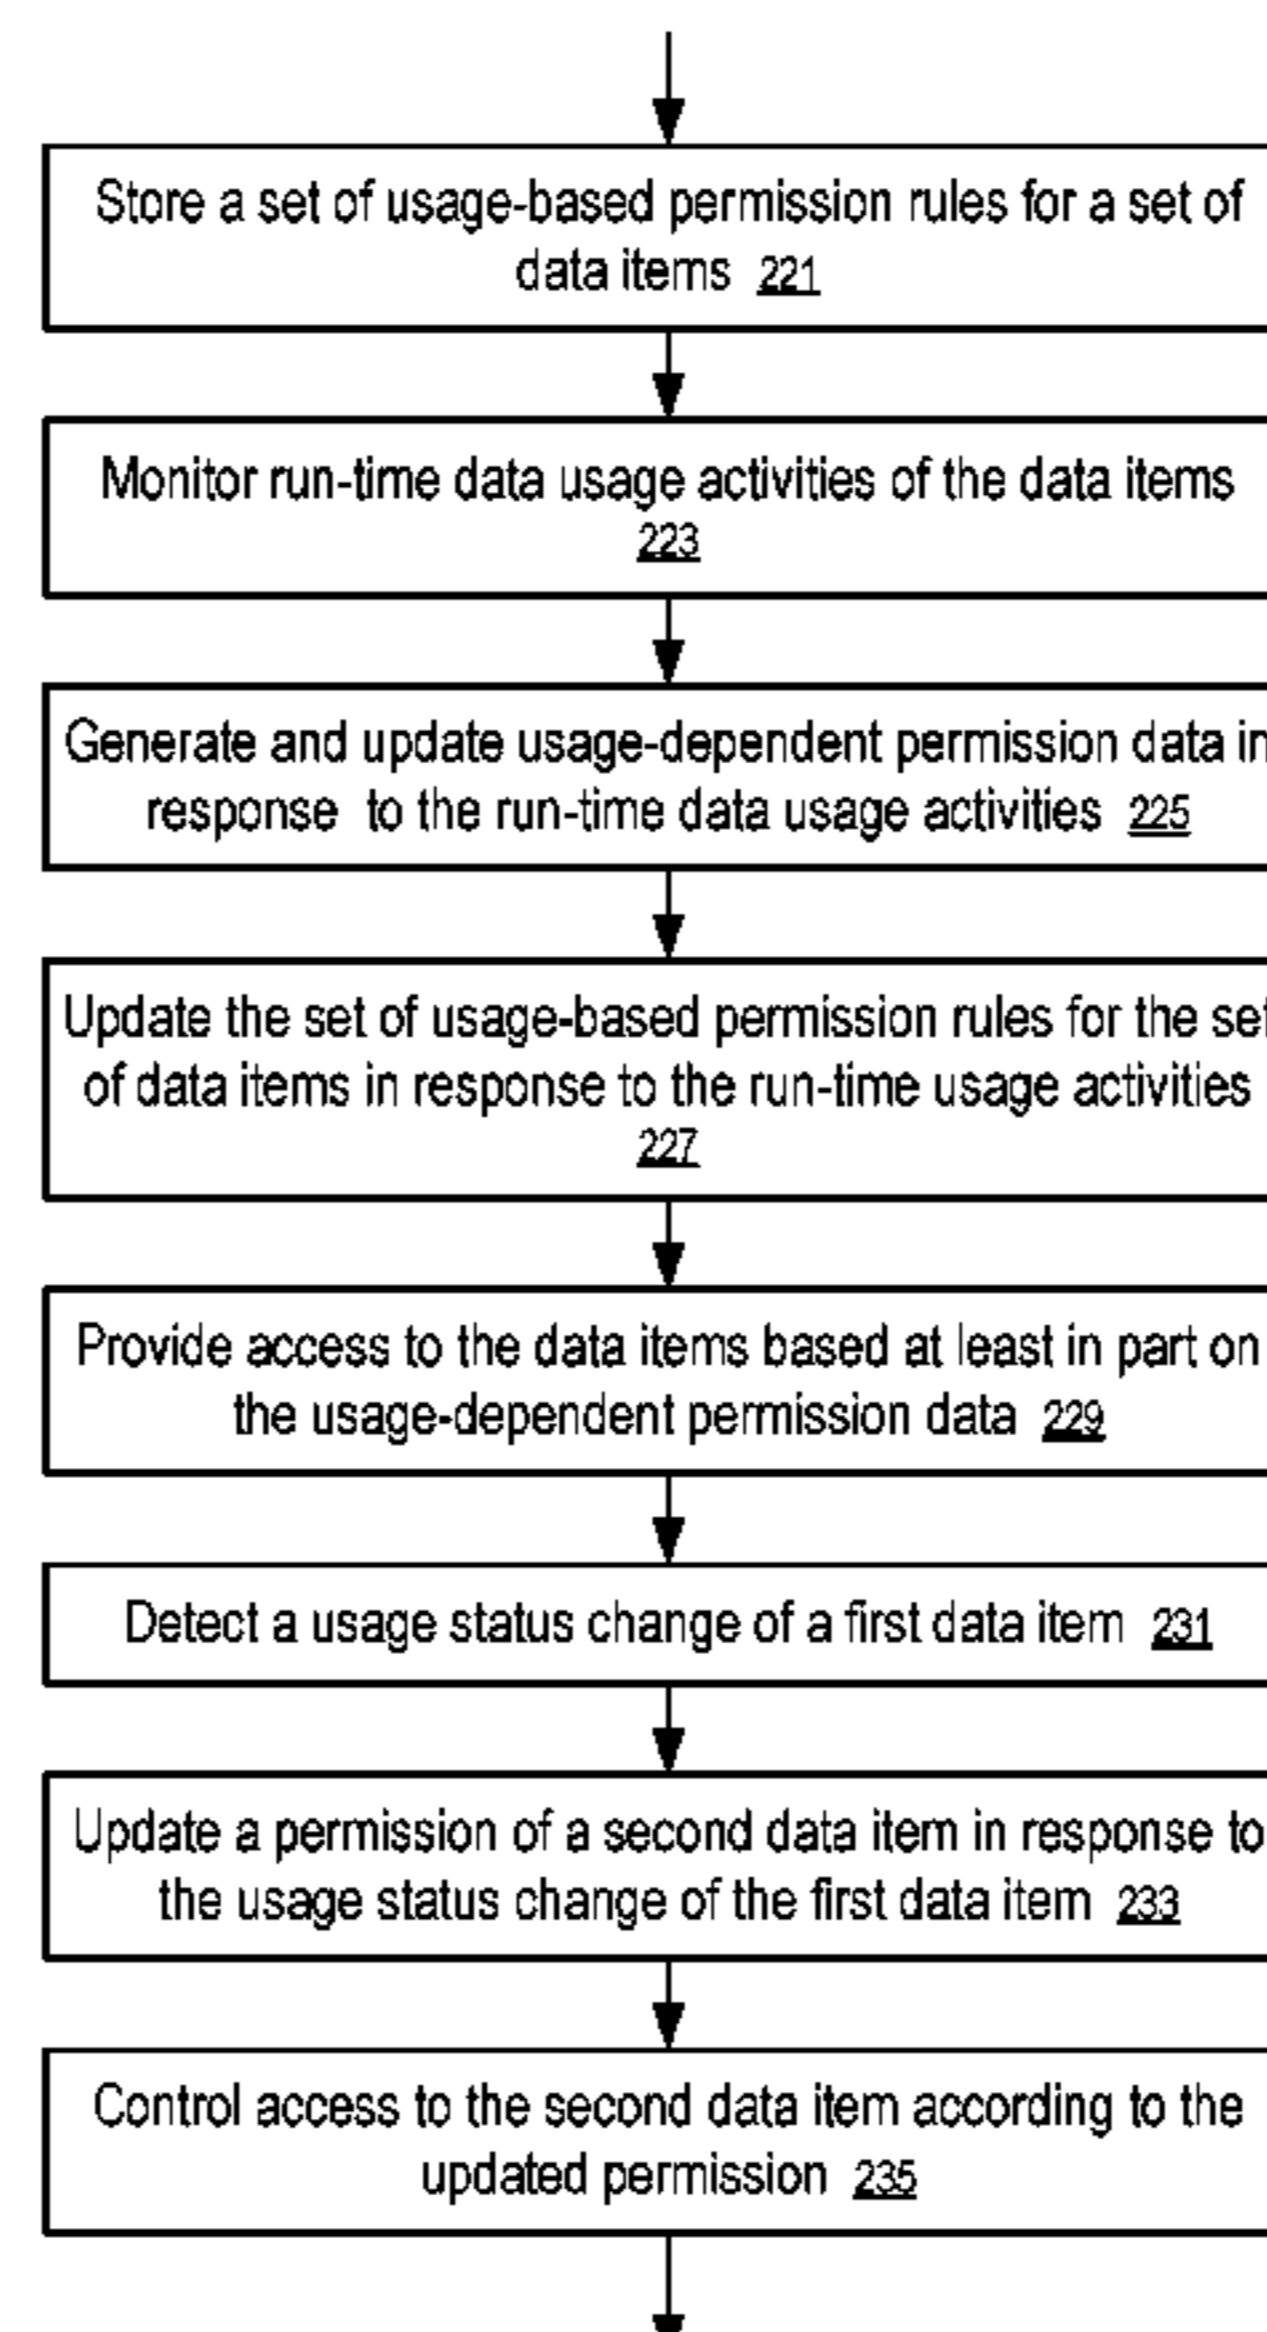 Store a set of usage-based permission rules for a set of
data items 221
Monitor run-time data usage activities of the data items
223
Generate and update usage-dependent permission data in
response to the run-time data usage activities 225
Update the set of usage-based permission rules for the set
of data items in response to the run-time usage activities
227
Provide access to the data items based at least in part on
the usage-dependent permission data 229
Detect a usage status change of a first data item 231
Update a permission of a second data item in response to
the usage status change of the first data item 233
Control access to the second data item according to the
updated permission 235